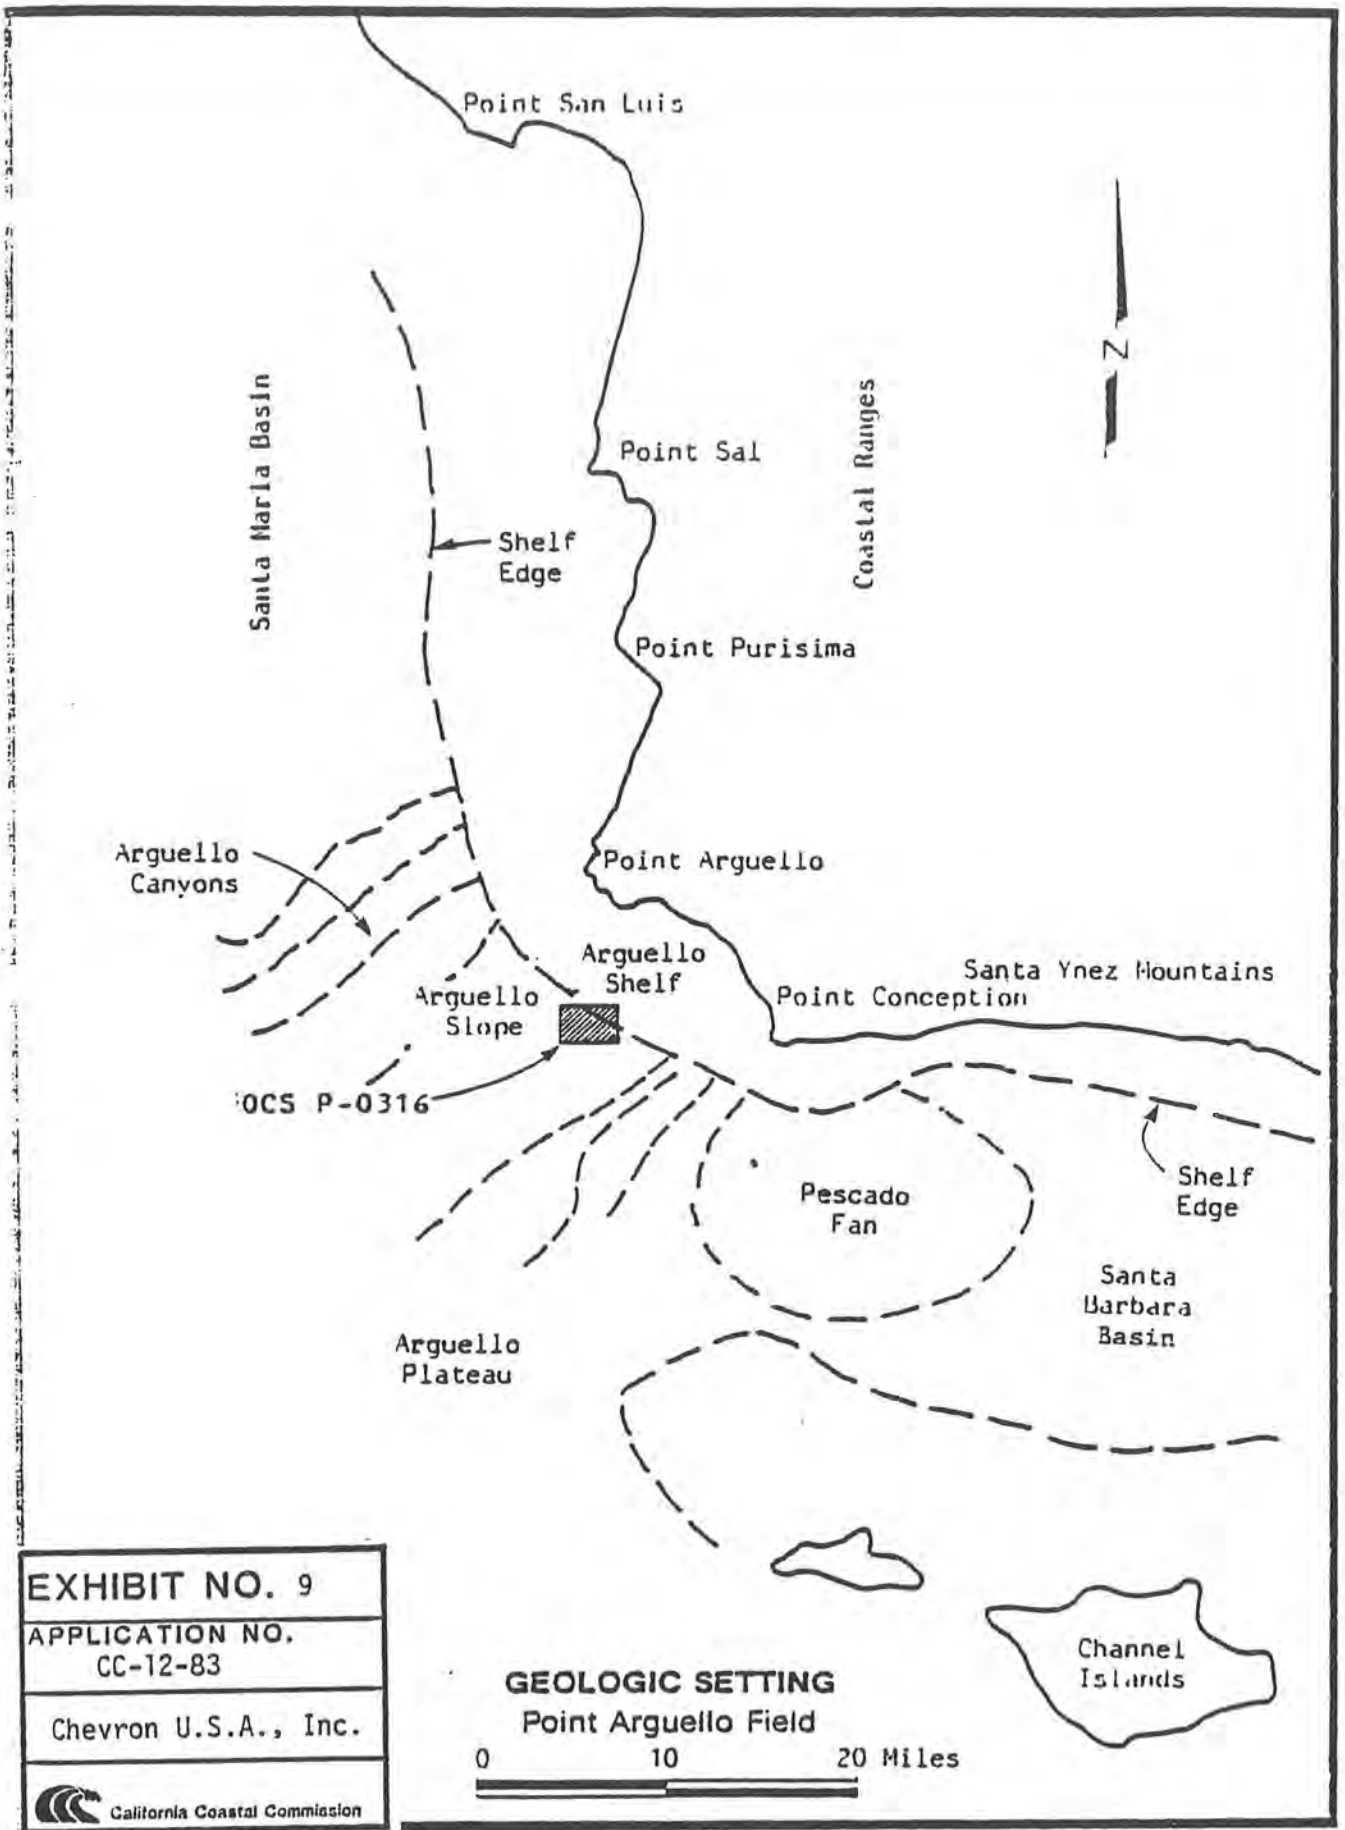 Point San Luis
Santa Maria Basin
Coastal Ranges
N
Point Sal
Shelf
Edge
Point Purisima
Arguello
Canyons
Point Arguello
Arguello
Shelf
Santa Ynez Mountains
Arguello
Slope
Point Conception
OCS P-0316
Shelf
Edge
Pescado
Fan
Santa
Barbara
Basin
Arguello
Plateau
Channel
Islands
EXHIBIT NO. 9
APPLICATION NO.
CC-12-83
Chevron U.S.A., Inc.
California Coastal Commission
GEOLOGIC SETTING
Point Arguello Field
0 10 20 Miles